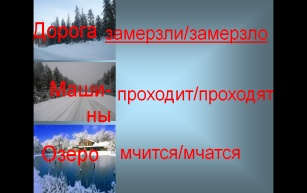 Дорога замерзли/замерзло
Маши- проходит/проходят
ны
Озеро мчится/мчатся